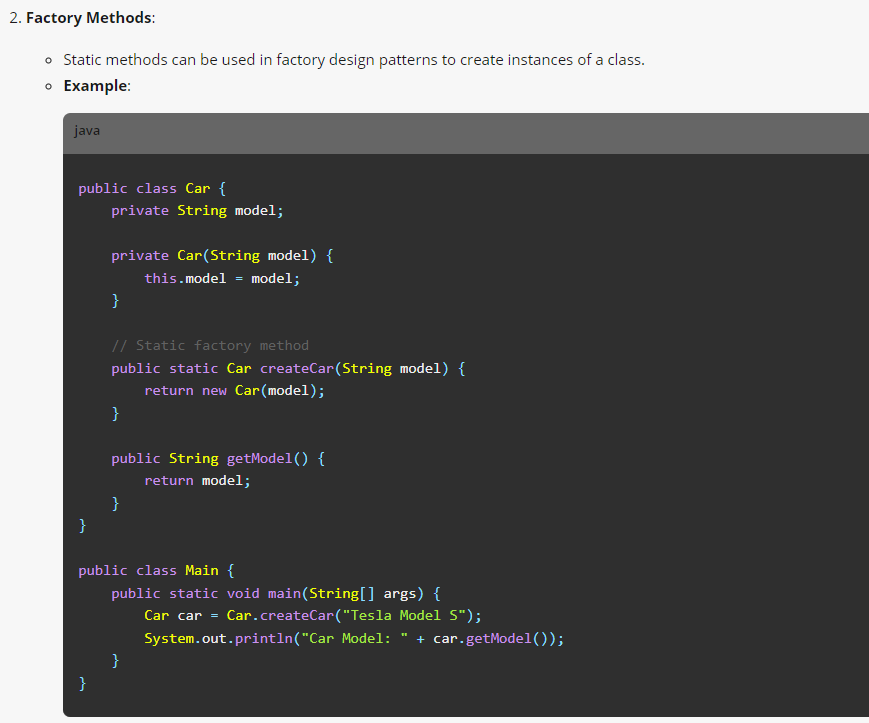 2. Factory Methods:
Static methods can be used in factory design patterns to create instances of a class.
Example:
java
public class Car {
    private String model;

    private Car(String model) {
        this.model = model;
    }

    // Static factory method
    public static Car createCar(String model) {
        return new Car(model);
    }

    public String getModel() {
        return model;
    }
}

public class Main {
    public static void main(String[] args) {
        Car car = Car.createCar("Tesla Model S");
        System.out.println("Car Model: " + car.getModel());
    }
}